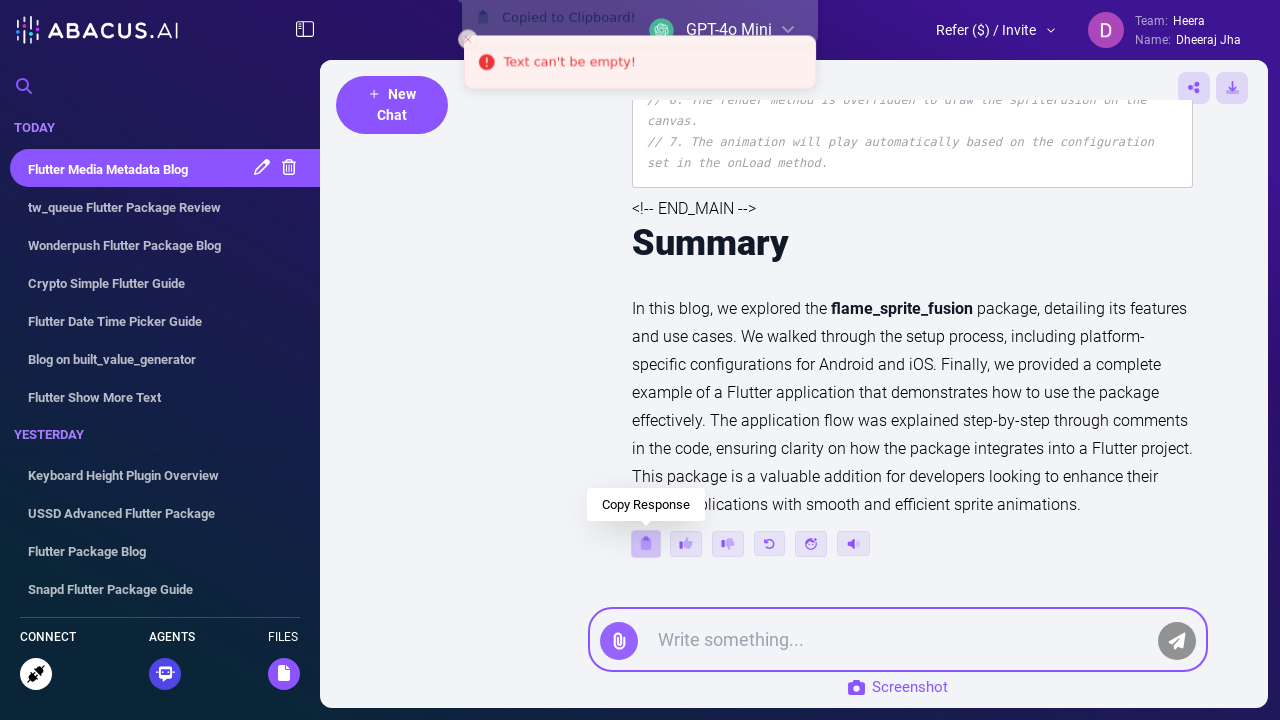 ABACUS.AI
Copied to Clipboard!
GPT-4o Mini
Text can't be empty!
Refer ($) / Invite
D
Team: Heera
Name: Dheeraj Jha
+ New
Chat
TODAY
Flutter Media Metadata Blog
tw_queue Flutter Package Review
Wonderpush Flutter Package Blog
Crypto Simple Flutter Guide
Flutter Date Time Picker Guide
Blog on built_value_generator
Flutter Show More Text
YESTERDAY
Keyboard Height Plugin Overview
USSD Advanced Flutter Package
Flutter Package Blog
Snapd Flutter Package Guide
CONNECT
AGENTS
FILES
// 6. The render method is overridden to draw the SpriteFusion on the
canvas.
// 7. The animation will play automatically based on the configuration
set in the onLoad method.
<!-- END_MAIN -->
Summary
In this blog, we explored the flame_sprite_fusion package, detailing its features
and use cases. We walked through the setup process, including platform-
specific configurations for Android and iOS. Finally, we provided a complete
example of a Flutter application that demonstrates how to use the package
effectively. The application flow was explained step-by-step through comments
in the code, ensuring clarity on how the package integrates into a Flutter project.
This package is a valuable addition for developers looking to enhance their
plications with smooth and efficient sprite animations.
Copy Response
Write something...
Screenshot